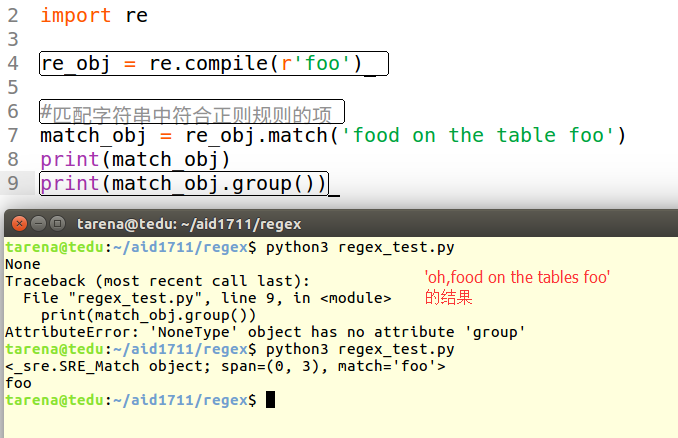 2 import re
3
4 re_obj = re.compile(r'foo')
5
6 #匹配字符串中符合正则规则的项
7 match_obj = re_obj.match('food on the table foo')
8 print(match_obj)
9 print(match_obj.group())
tarena@tedu: ~/aid1711/regex
tarena@tedu:~/aid1711/regex$ python3 regex_test.py
None
Traceback (most recent call last):
  File "regex_test.py", line 9, in <module>
    print(match_obj.group())
AttributeError: 'NoneType' object has no attribute 'group'
tarena@tedu:~/aid1711/regex$ python3 regex_test.py
<_sre.SRE_Match object; span=(0, 3), match='foo'>
foo
tarena@tedu:~/aid1711/regex$
'oh,food on the tables foo'
的结果